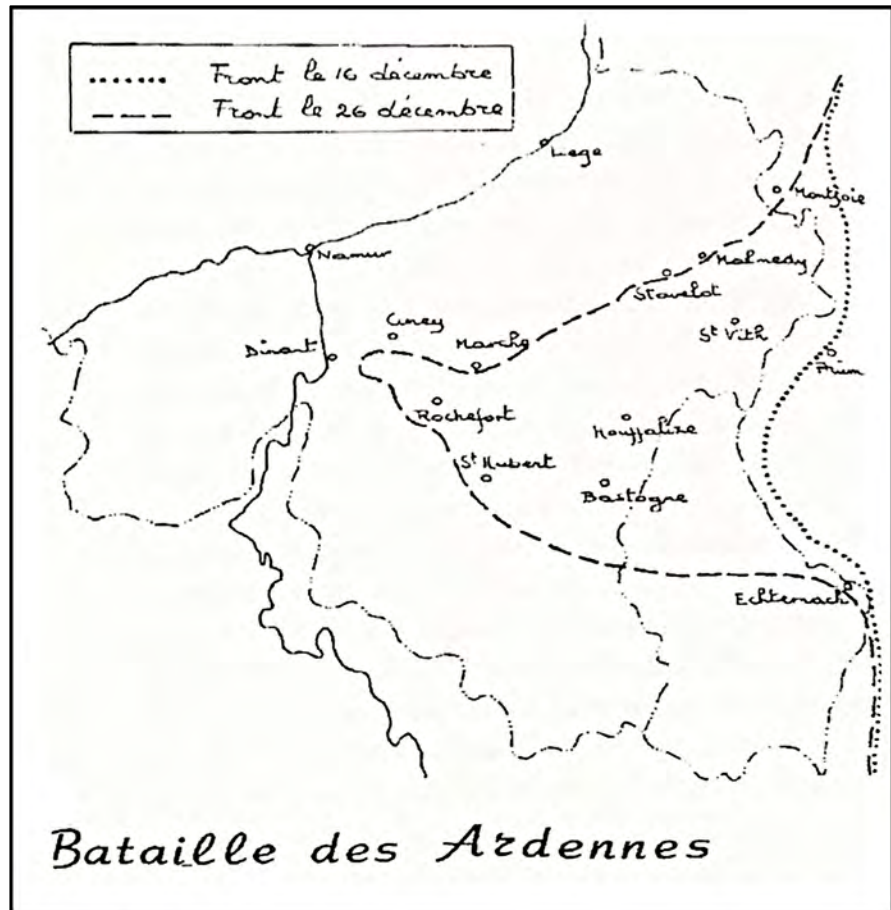 Front le 16 décembre
Front le 26 décembre
Liège
Montjoie
Namur
Malmedy
Stavelot
Ciney
Marche
St Vith
Dinant
Prüm
Rochefort
Houffalize
St Hubert
Bastogne
Echternach
Bataille des Ardennes